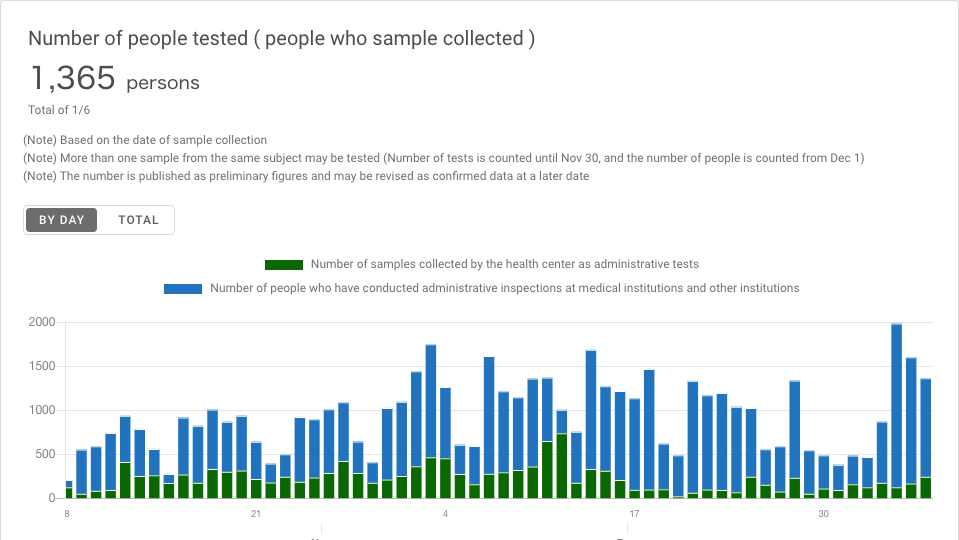 Number of people tested ( people who sample collected )
1,365 persons
Total of 1/6
(Note) Based on the date of sample collection
(Note) More than one sample from the same subject may be tested (Number of tests is counted until Nov 30, and the number of people is counted from Dec 1)
(Note) The number is published as preliminary figures and may be revised as confirmed data at a later date
BY DAY TOTAL
Number of samples collected by the health center as administrative tests
Number of people who have conducted administrative inspections at medical institutions and other institutions
2000
1500
1000
500
0
8 21 4 17 30